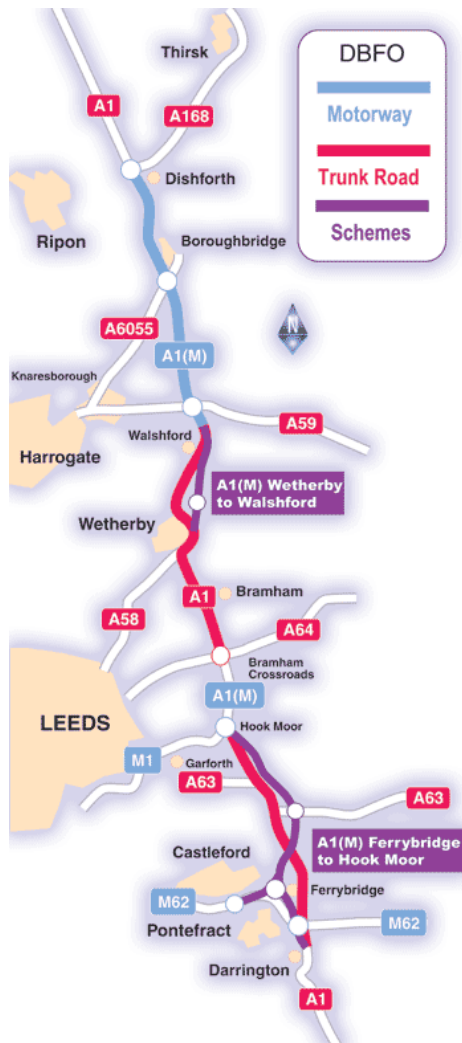 Thirsk
DBFO
Motorway
Trunk Road
Schemes
A1
A168
Dishforth
Ripon
Boroughbridge
A6055
N
A1(M)
Knaresborough
A59
Walshford
Harrogate
A1(M) Wetherby
to Walshford
Wetherby
A1
Bramham
A58
A64
Bramham
Crossroads
A1(M)
LEEDS
Hook Moor
M1
Garforth
A63
A63
A1(M) Ferrybridge
to Hook Moor
Castleford
Ferrybridge
M62
M62
Pontefract
Darrington
A1